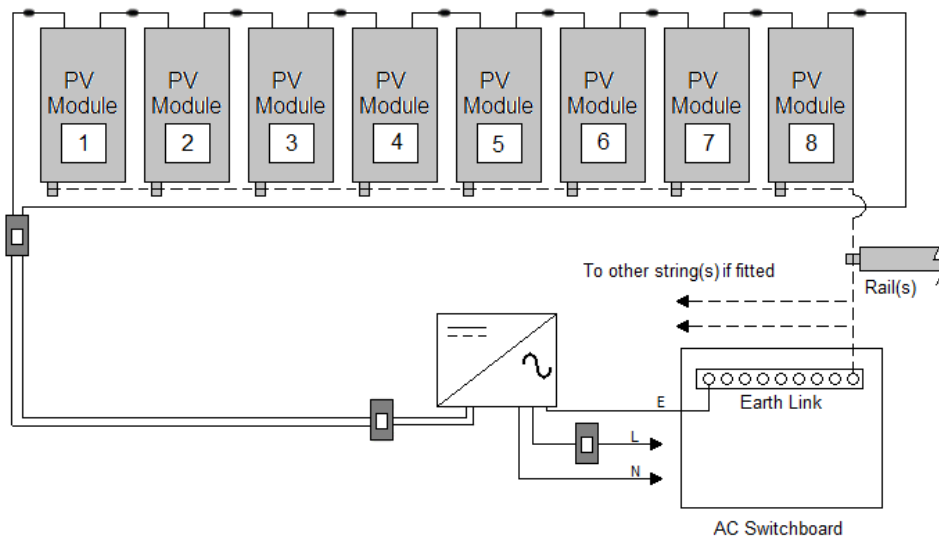 PV Module 1
PV Module 2
PV Module 3
PV Module 4
PV Module 5
PV Module 6
PV Module 7
PV Module 8
To other string(s) if fitted
Rail(s)
E
Earth Link
L
N
AC Switchboard